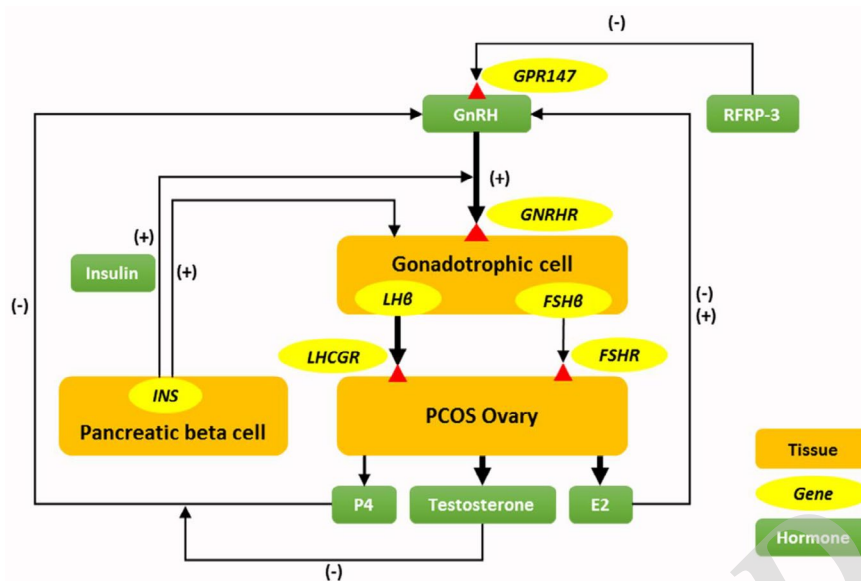 (-)
GPR147
GnRH
RFRP-3
(+)
GNRHR
(+)
Gonadotrophic cell
Insulin
(+)
(-)
(-)
(+)
LHβ
FSHβ
LHCGR
FSHR
INS
Pancreatic beta cell
PCOS Ovary
Tissue
Gene
P4
Testosterone
E2
Hormone
(-)